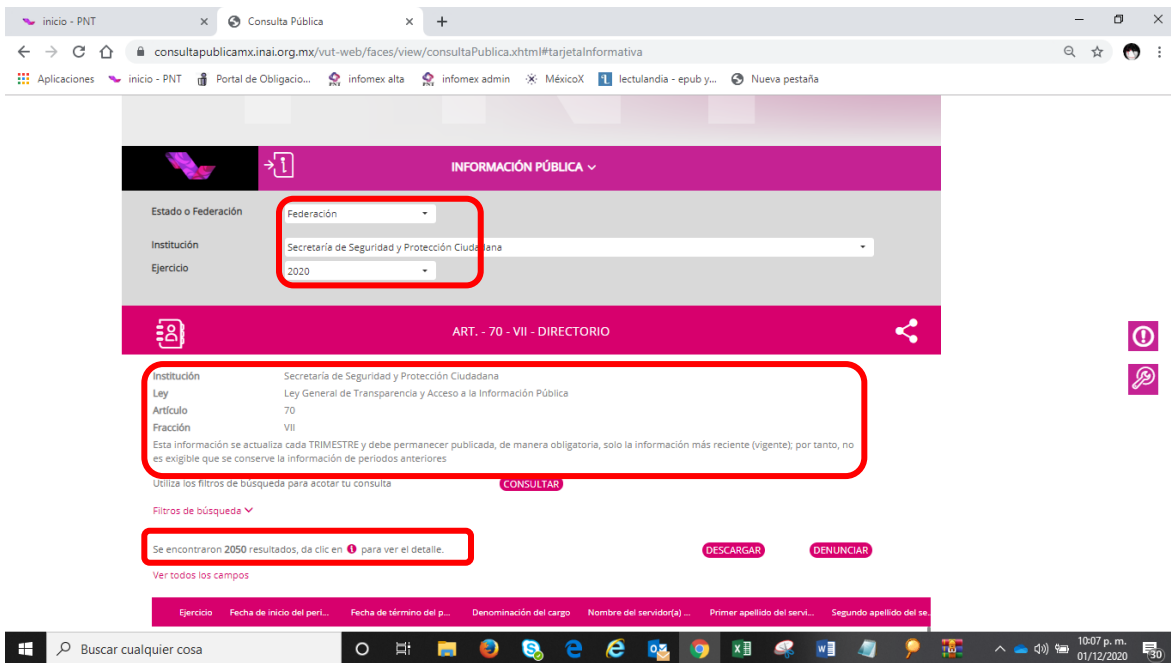 inicio - PNT
Consulta Pública
consultapublicamx.inai.org.mx/vut-web/faces/view/consultaPublica.xhtml#tarjetaInformativa
Aplicaciones inicio - PNT Portal de Obligacio... infomex alta infomex admin MéxicoX lectulandia - epub y... Nueva pestaña
INFORMACIÓN PÚBLICA
Estado o Federación Federación
Institución Secretaría de Seguridad y Protección Ciudadana
Ejercicio 2020
ART. - 70 - VII - DIRECTORIO
Institución Secretaría de Seguridad y Protección Ciudadana
Ley Ley General de Transparencia y Acceso a la Información Pública
Artículo 70
Fracción VII
Esta información se actualiza cada TRIMESTRE y debe permanecer publicada, de manera obligatoria, solo la información más reciente (vigente); por tanto, no
es exigible que se conserve la información de periodos anteriores
Utiliza los filtros de búsqueda para acotar tu consulta CONSULTAR
Filtros de búsqueda
Se encontraron 2050 resultados, da clic en i para ver el detalle. DESCARGAR DENUNCIAR
Ver todos los campos
Ejercicio Fecha de inicio del peri... Fecha de término del p... Denominación del cargo Nombre del servidor(a) ... Primer apellido del servi... Segundo apellido del se...
Buscar cualquier cosa
10:07 p. m.
01/12/2020
30